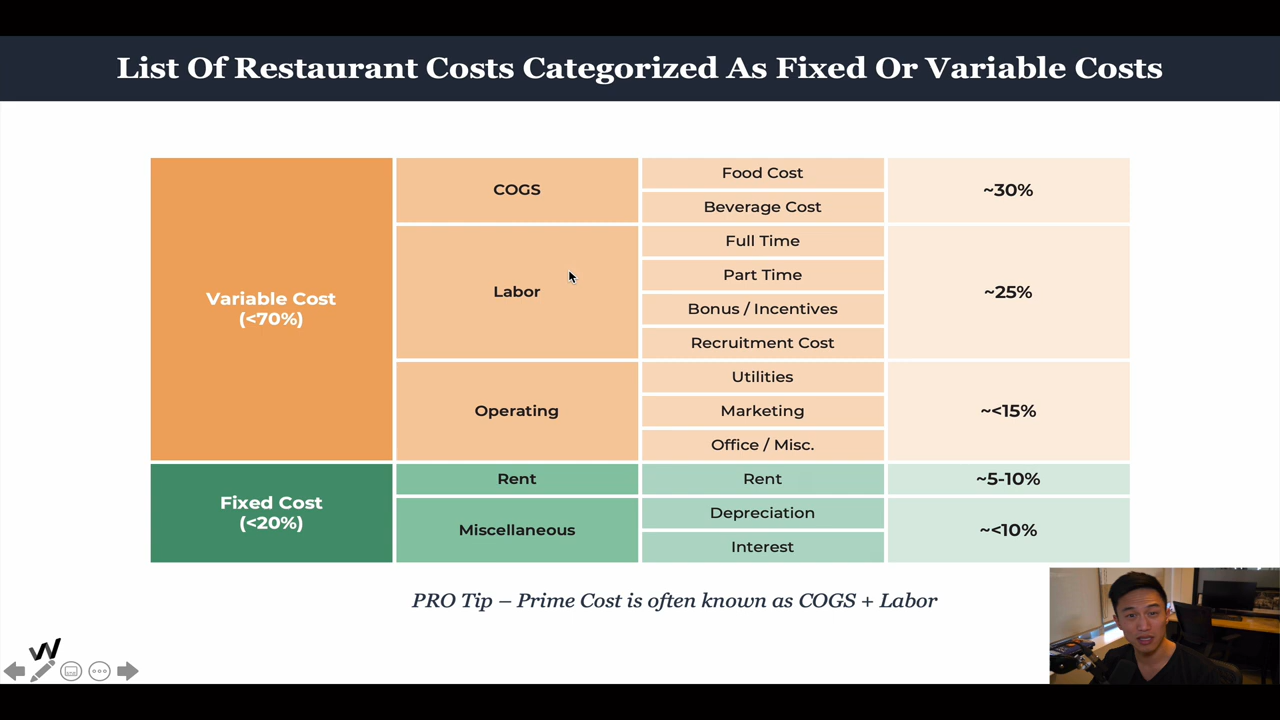 List Of Restaurant Costs Categorized As Fixed Or Variable Costs
Variable Cost
(<70%)
COGS
Food Cost
Beverage Cost
~30%
Labor
Full Time
Part Time
Bonus / Incentives
Recruitment Cost
~25%
Operating
Utilities
Marketing
Office / Misc.
~<15%
Fixed Cost
(<20%)
Rent
Rent
~5-10%
Miscellaneous
Depreciation
Interest
~<10%
PRO Tip – Prime Cost is often known as COGS + Labor
W